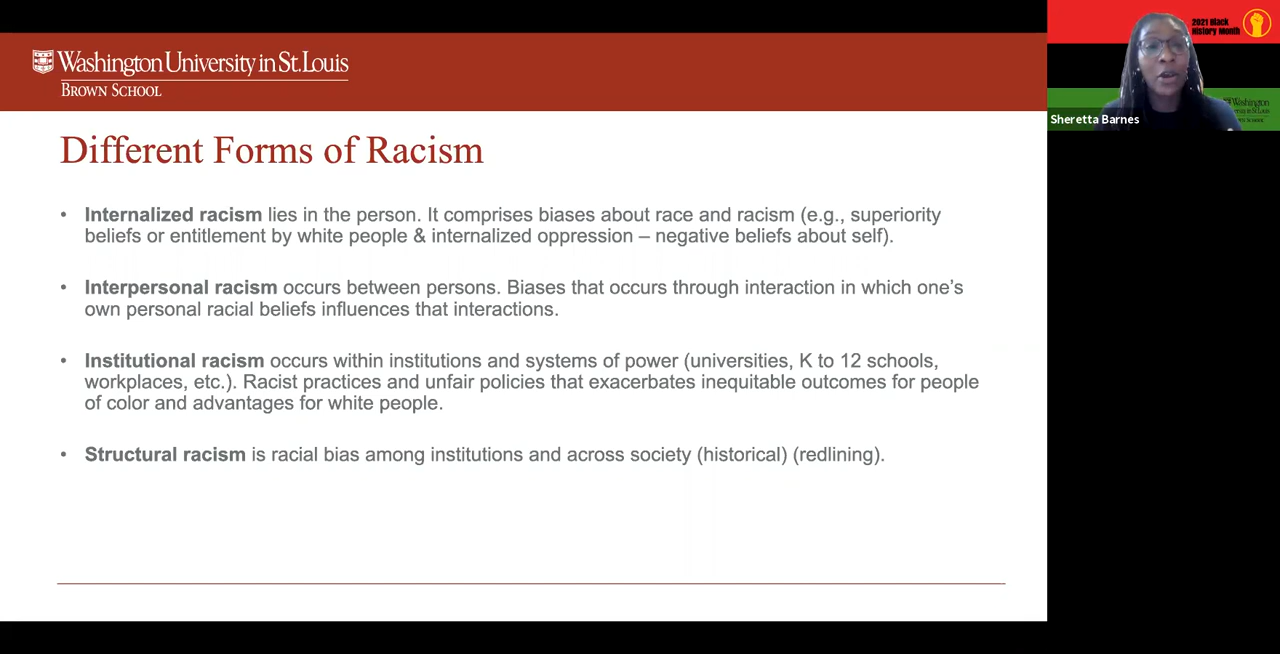 Washington University in St. Louis
BROWN SCHOOL
Different Forms of Racism
• Internalized racism lies in the person. It comprises biases about race and racism (e.g., superiority
beliefs or entitlement by white people & internalized oppression – negative beliefs about self).
• Interpersonal racism occurs between persons. Biases that occurs through interaction in which one’s
own personal racial beliefs influences that interactions.
• Institutional racism occurs within institutions and systems of power (universities, K to 12 schools,
workplaces, etc.). Racist practices and unfair policies that exacerbates inequitable outcomes for people
of color and advantages for white people.
• Structural racism is racial bias among institutions and across society (historical) (redlining).
2021 Black
History Month
Washington
Sheretta Barnes